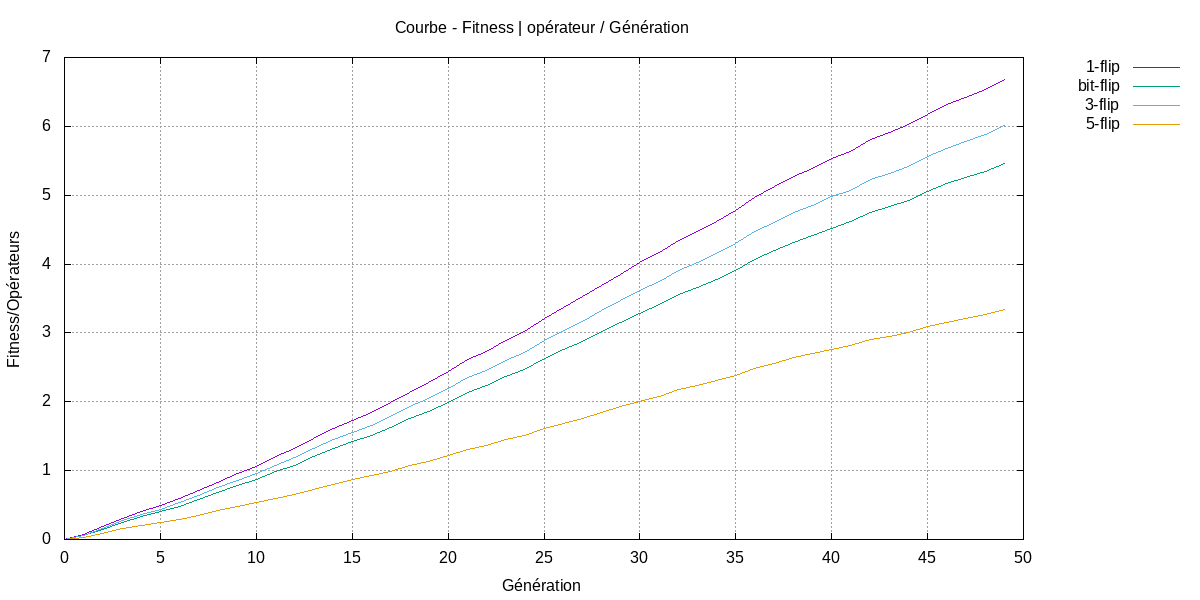 Courbe - Fitness | opérateur / Génération
7
6
5
4
3
2
1
0
0 5 10 15 20 25 30 35 40 45 50
Fitness/Opérateurs
Génération
1-flip
bit-flip
3-flip
5-flip